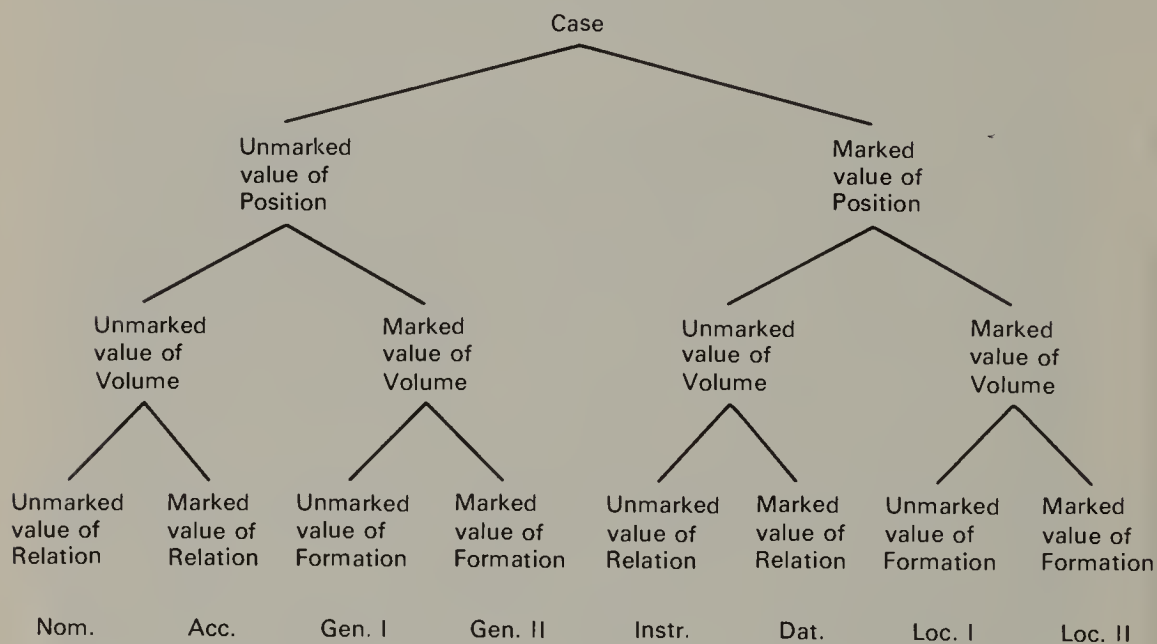 Case
Unmarked
value of
Position
Marked
value of
Position
Unmarked
value of
Volume
Marked
value of
Volume
Unmarked
value of
Volume
Marked
value of
Volume
Unmarked
value of
Relation
Marked
value of
Relation
Unmarked
value of
Formation
Marked
value of
Formation
Unmarked
value of
Relation
Marked
value of
Relation
Unmarked
value of
Formation
Marked
value of
Formation
Nom.
Acc.
Gen. I
Gen. II
Instr.
Dat.
Loc. I
Loc. II